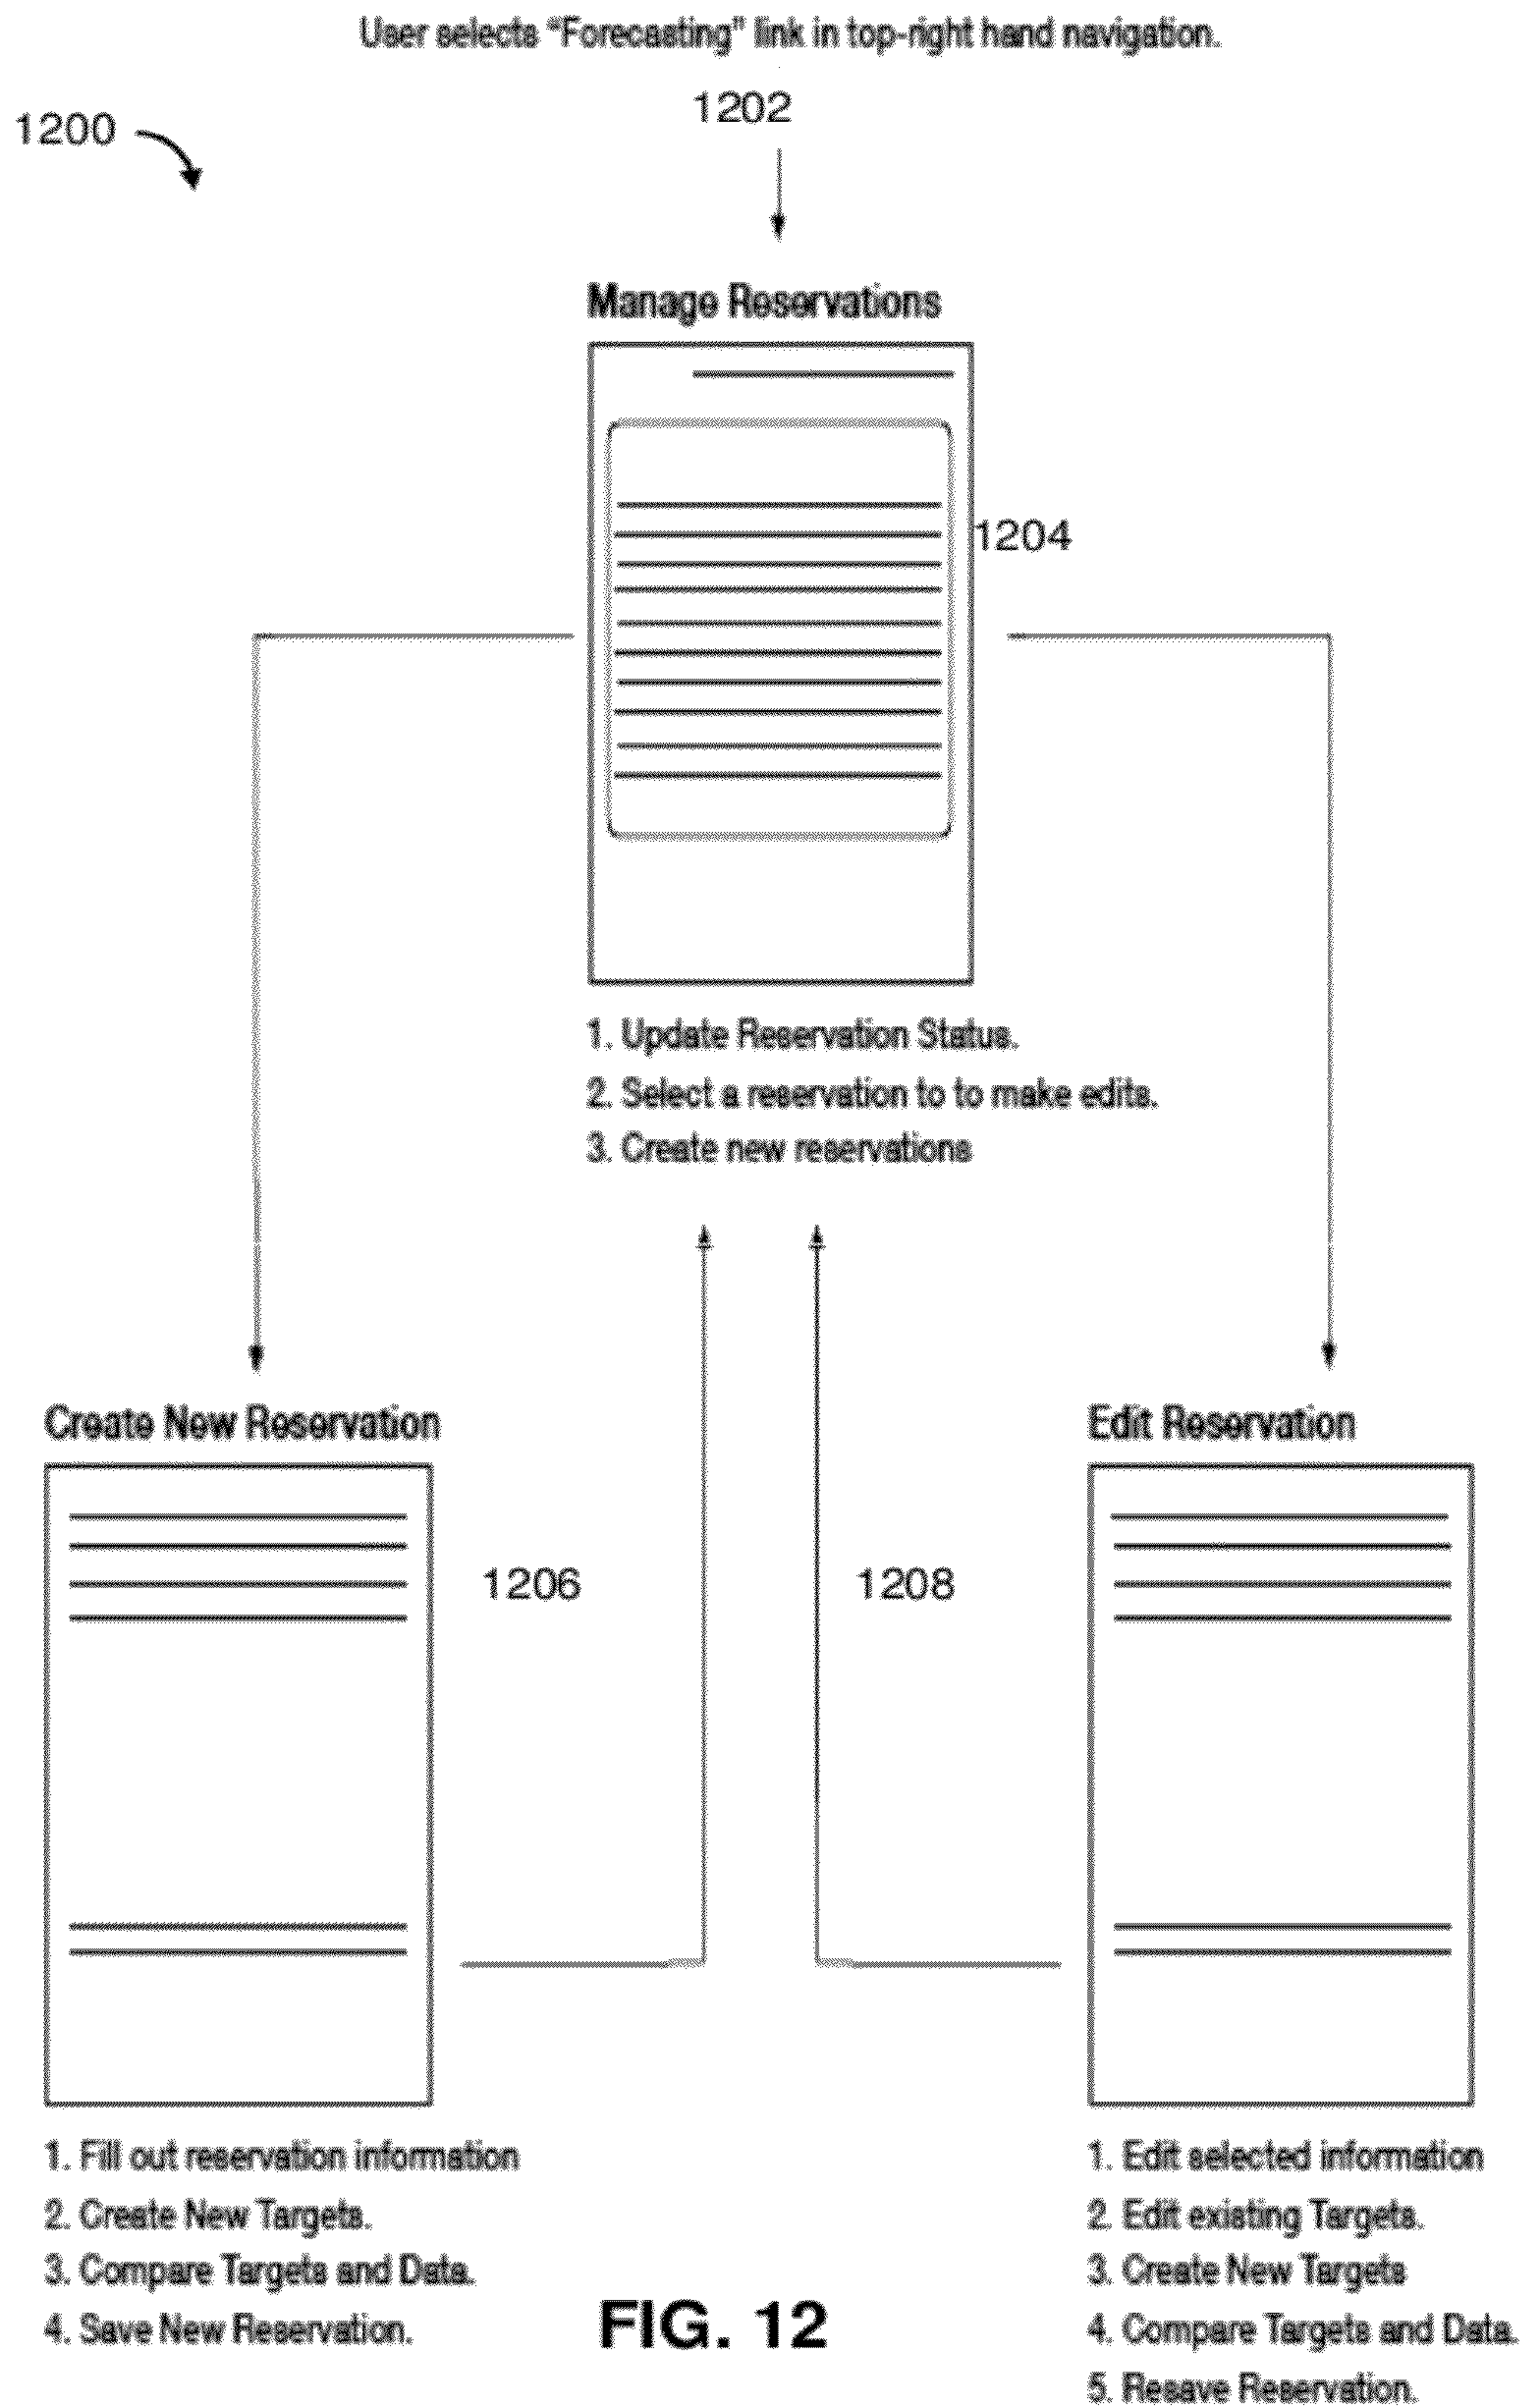 User selects “Forecasting” link in top-right hand navigation.
1202
1200
Manage Reservations
1204
1. Update Reservation Status.
2. Select a reservation to to make edits.
3. Create new reservations
Create New Reservation
Edit Reservation
1206
1208
1. Fill out reservation information
2. Create New Targets.
3. Compare Targets and Data.
4. Save New Reservation.
1. Edit selected information
2. Edit existing Targets.
3. Create New Targets
4. Compare Targets and Data.
5. Resave Reservation.
FIG. 12